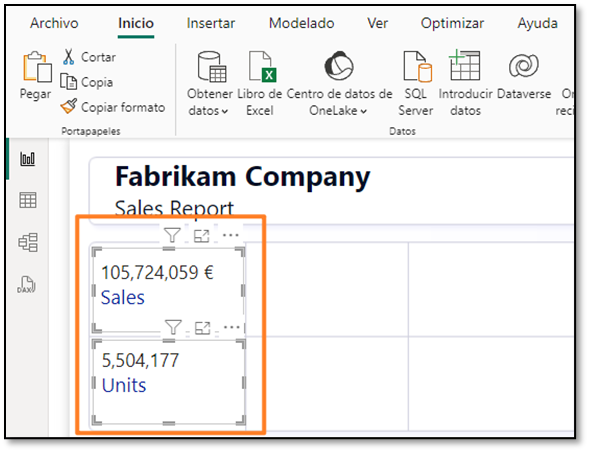 Archivo Inicio Insertar Modelado Ver Optimizar Ayuda
Pegar
Cortar
Copia
Copiar formato
Portapapeles
Obtener datos
Libro de Excel
Centro de datos de OneLake
SQL Server
Introducir datos
Dataverse
Datos
DAX
Fabrikam Company
Sales Report
105,724,059 €
Sales
5,504,177
Units